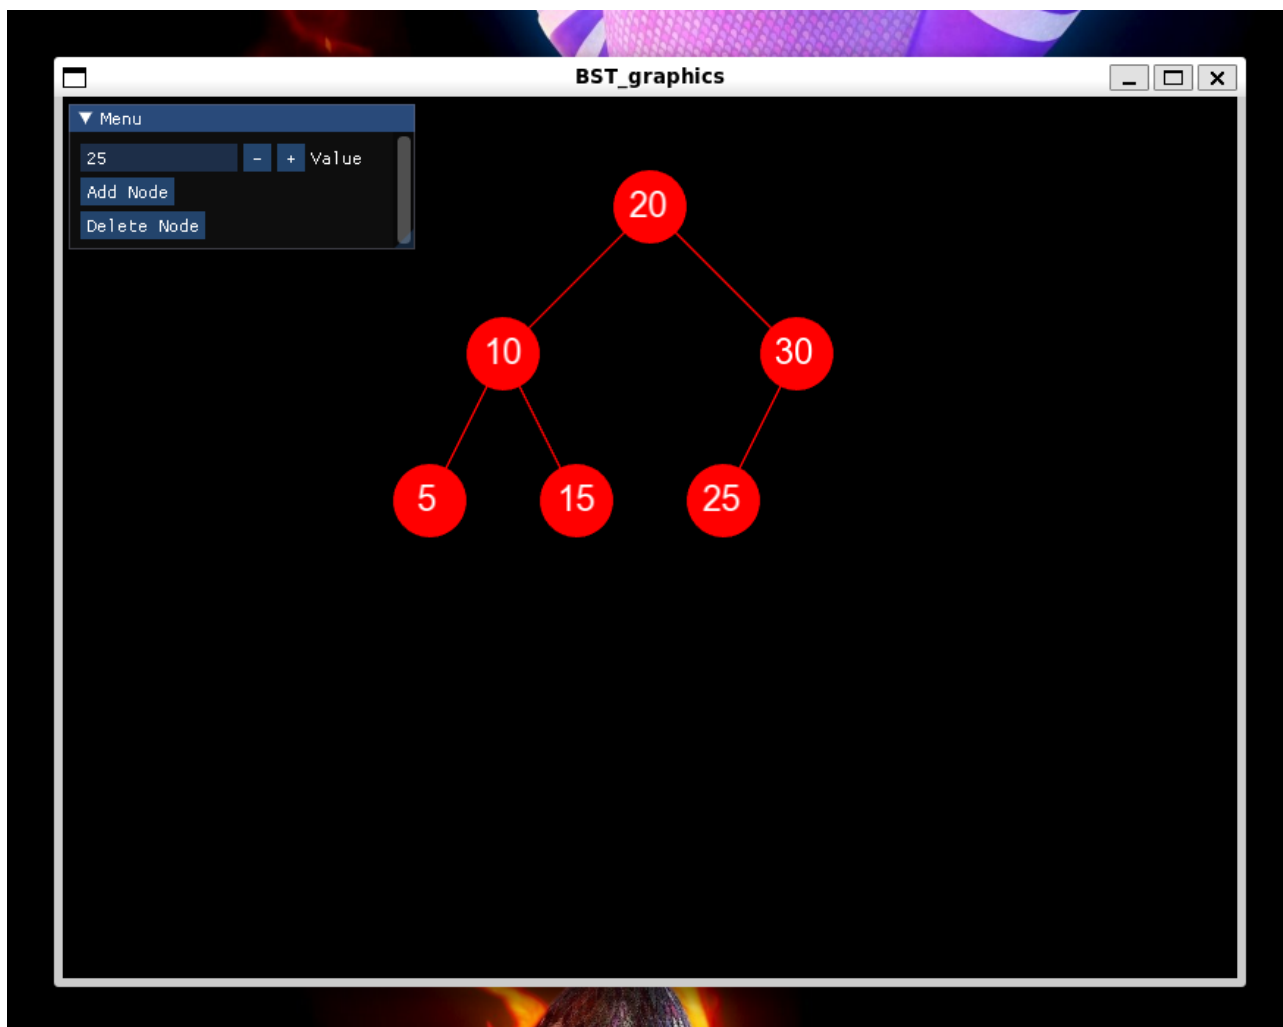 BST_graphics
Menu
25 - + Value
Add Node
Delete Node
20
10 30
5 15 25